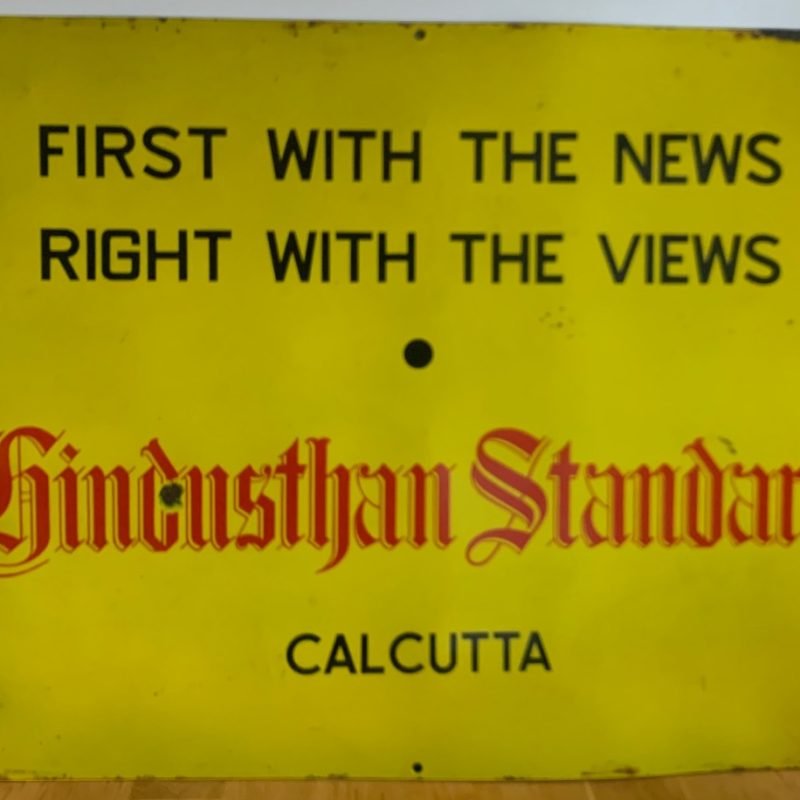 FIRST WITH THE NEWS
RIGHT WITH THE VIEWS
Hindusthan Standar
CALCUTTA